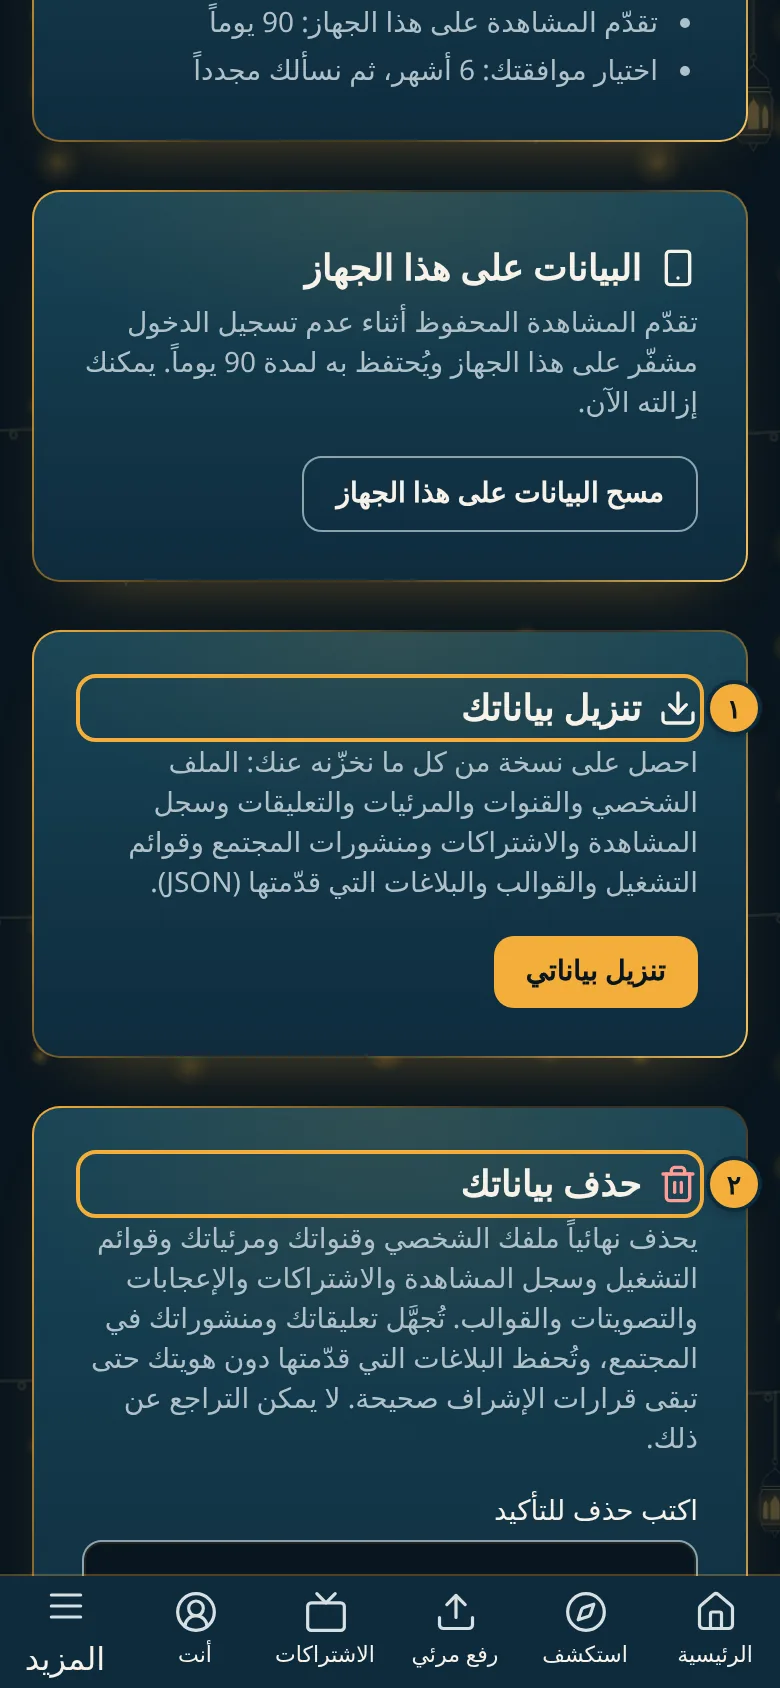 تقدّم المشاهدة على هذا الجهاز: 90 يوماً
اختيار موافقتك: 6 أشهر، ثم نسألك مجدداً
البيانات على هذا الجهاز
تقدّم المشاهدة المحفوظ أثناء عدم تسجيل الدخول
مشفّر على هذا الجهاز ويُحتفظ به لمدة 90 يوماً. يمكنك
إزالته الآن.
مسح البيانات على هذا الجهاز
١
تنزيل بياناتك
احصل على نسخة من كل ما نخزّنه عنك: الملف
الشخصي والقنوات والمرئيات والتعليقات وسجل
المشاهدة والاشتراكات ومنشورات المجتمع وقوائم
التشغيل والقوالب والبلاغات التي قدّمتها (JSON).
تنزيل بياناتي
٢
حذف بياناتك
يحذف نهائياً ملفك الشخصي وقنواتك ومرئياتك وقوائم
التشغيل وسجل المشاهدة والاشتراكات والإعجابات
والتصويتات والقوالب. تُجهَّل تعليقاتك ومنشوراتك في
المجتمع، وتُحفظ البلاغات التي قدّمتها دون هويتك حتى
تبقى قرارات الإشراف صحيحة. لا يمكن التراجع عن
ذلك.
اكتب حذف للتأكيد
الرئيسية
استكشف
رفع مرئي
الاشتراكات
أنت
المزيد